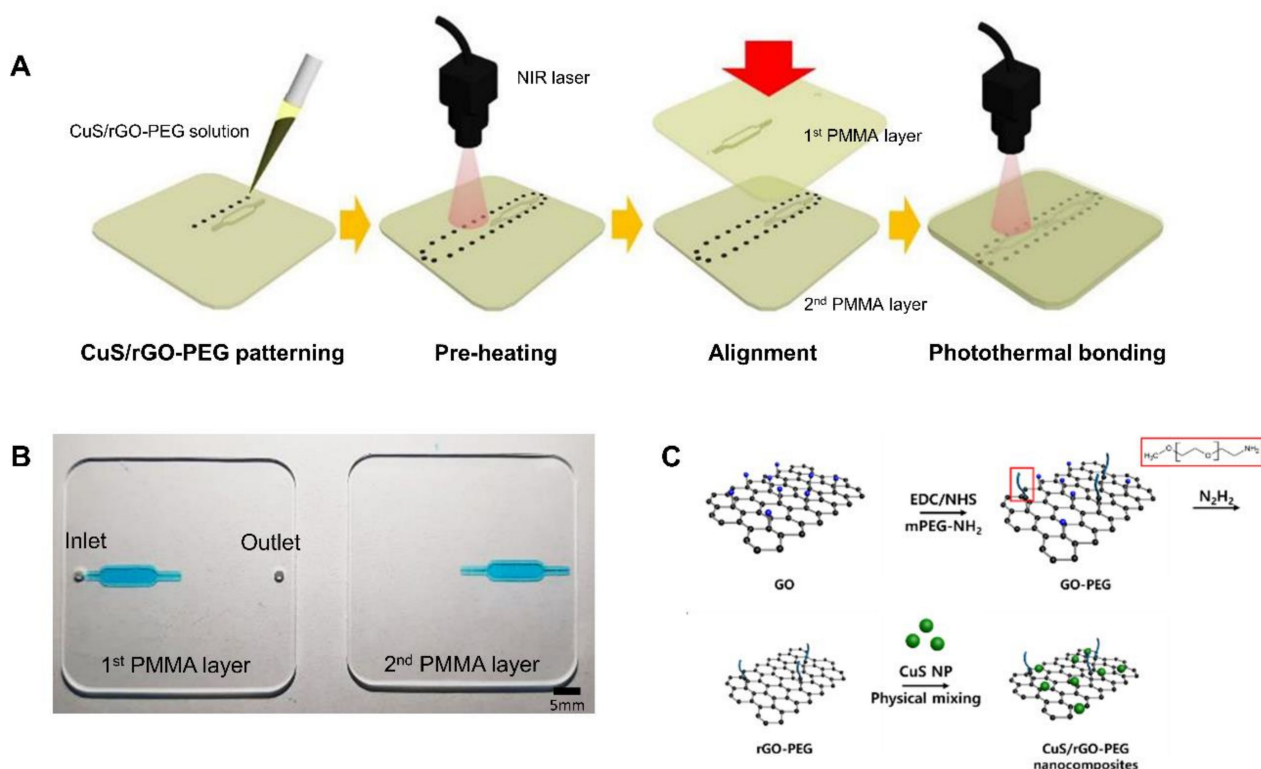 A
CuS/rGO-PEG solution
NIR laser
1st PMMA layer
2nd PMMA layer
CuS/rGO-PEG patterning
Pre-heating
Alignment
Photothermal bonding
B
Inlet
Outlet
1st PMMA layer
2nd PMMA layer
5mm
C
GO
EDC/NHS
mPEG-NH2
GO-PEG
H3C
O
O
NH2
N2H2
rGO-PEG
CuS NP
Physical mixing
CuS/rGO-PEG
nanocomposites